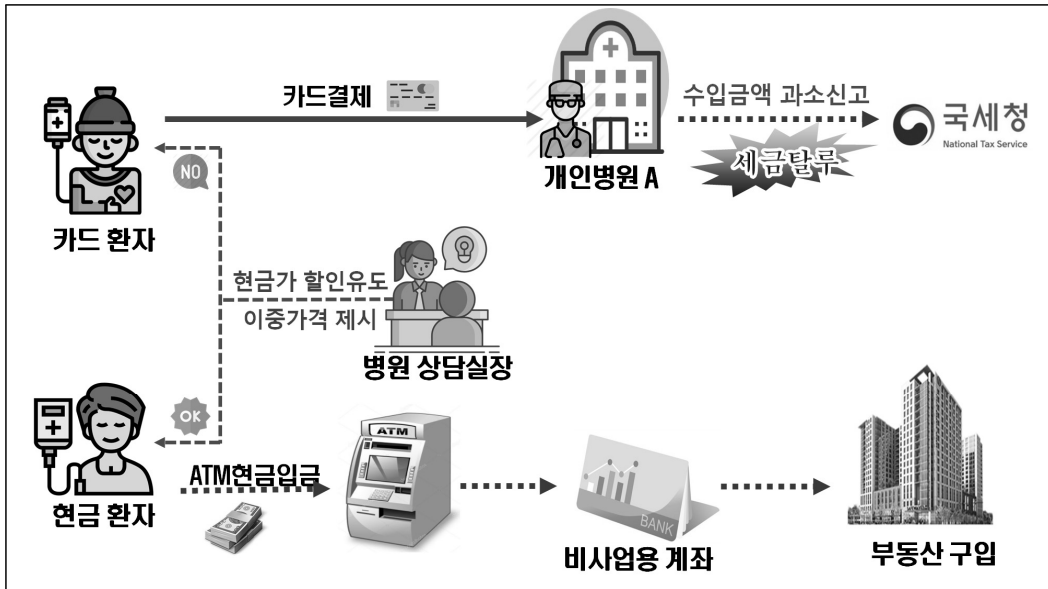 카드결제
수입금액 과소신고
국세청
National Tax Service
세금탈루
개인병원 A
NO
카드 환자
현금가 할인유도
이중가격 제시
병원 상담실장
OK
ATM
ATM현금입금
현금 환자
BANK
비사업용 계좌
부동산 구입